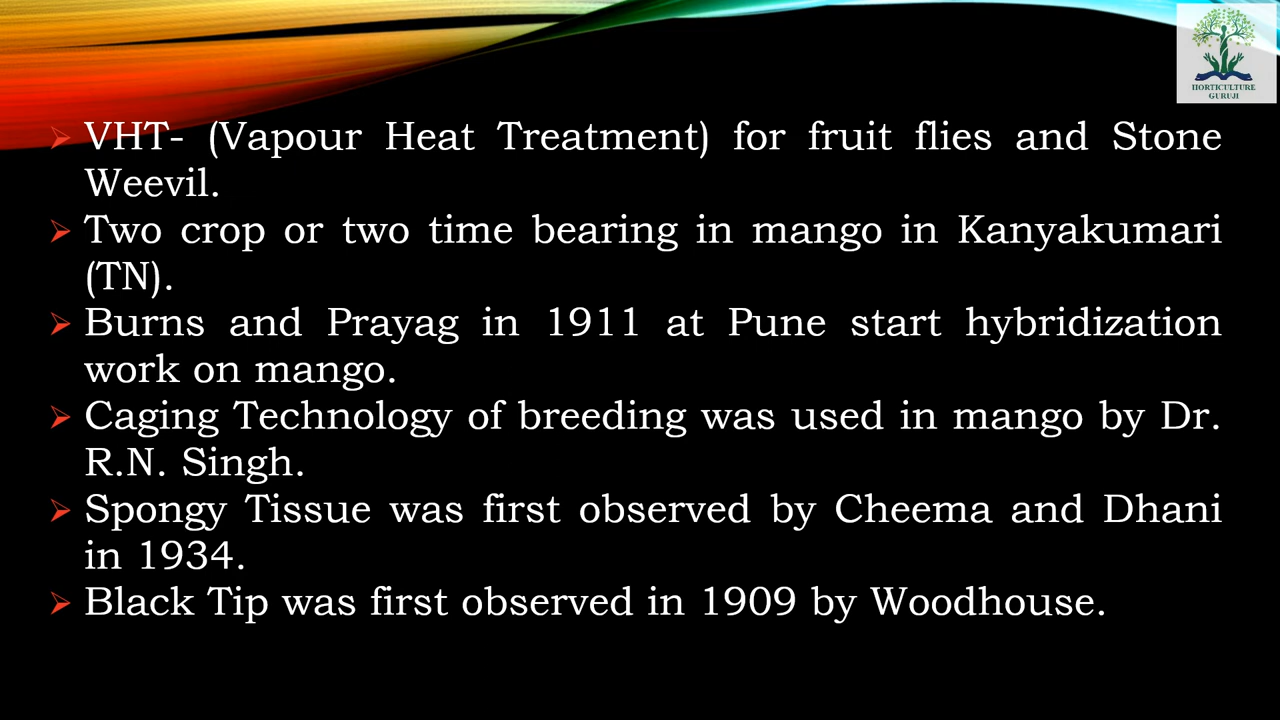 HORTICULTURE
GURUJI
VHT- (Vapour Heat Treatment) for fruit flies and Stone
Weevil.
Two crop or two time bearing in mango in Kanyakumari
(TN).
Burns and Prayag in 1911 at Pune start hybridization
work on mango.
Caging Technology of breeding was used in mango by Dr.
R.N. Singh.
Spongy Tissue was first observed by Cheema and Dhani
in 1934.
Black Tip was first observed in 1909 by Woodhouse.